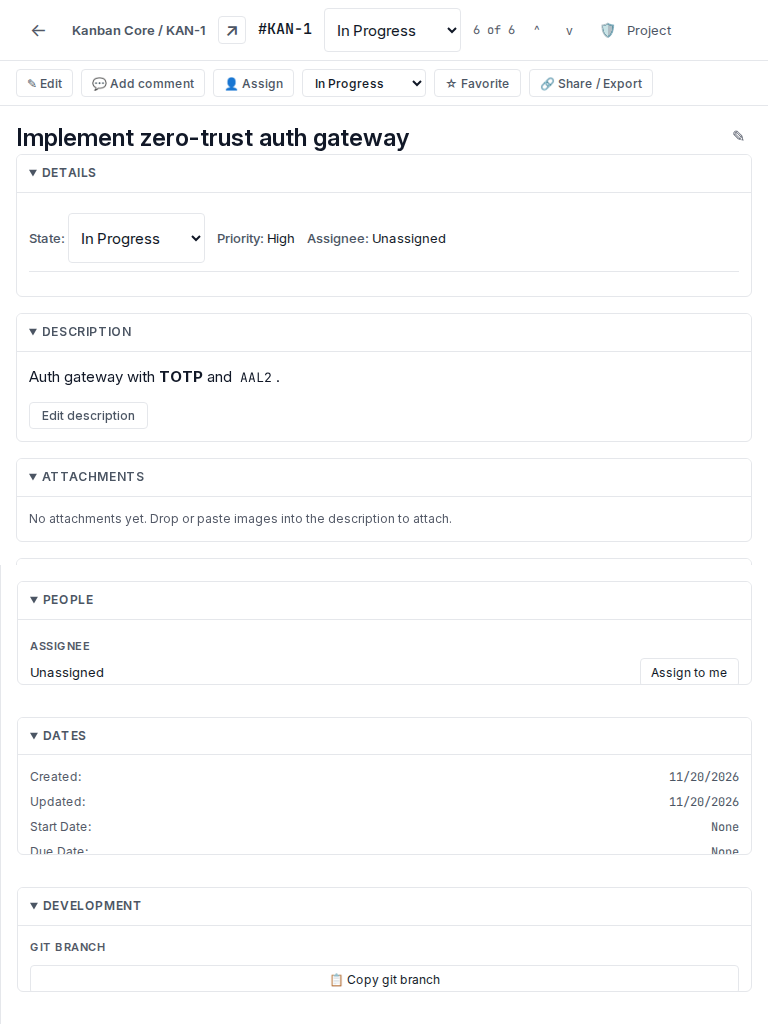 ← Kanban Core / KAN-1 #KAN-1 In Progress 6 of 6 ^ v 🛡️ Project
✎ Edit 💬 Add comment 👤 Assign In Progress ☆ Favorite 🔗 Share / Export
Implement zero-trust auth gateway ✎
▼ DETAILS
State: In Progress Priority: High Assignee: Unassigned
▼ DESCRIPTION
Auth gateway with TOTP and AAL2.
Edit description
▼ ATTACHMENTS
No attachments yet. Drop or paste images into the description to attach.
▼ PEOPLE
ASSIGNEE
Unassigned Assign to me
▼ DATES
Created: 11/20/2026
Updated: 11/20/2026
Start Date: None
Due Date: None
▼ DEVELOPMENT
GIT BRANCH
📋 Copy git branch